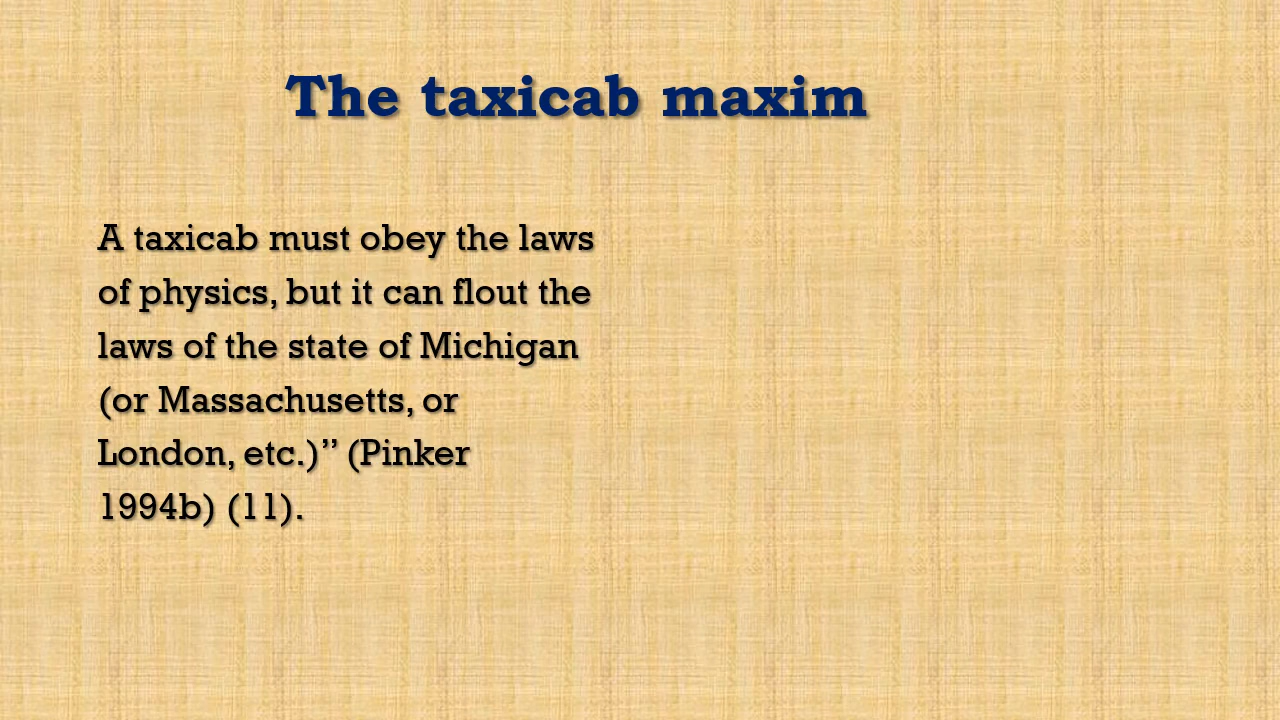 The taxicab maxim
A taxicab must obey the laws
of physics, but it can flout the
laws of the state of Michigan
(or Massachusetts, or
London, etc.)” (Pinker
1994b) (11).